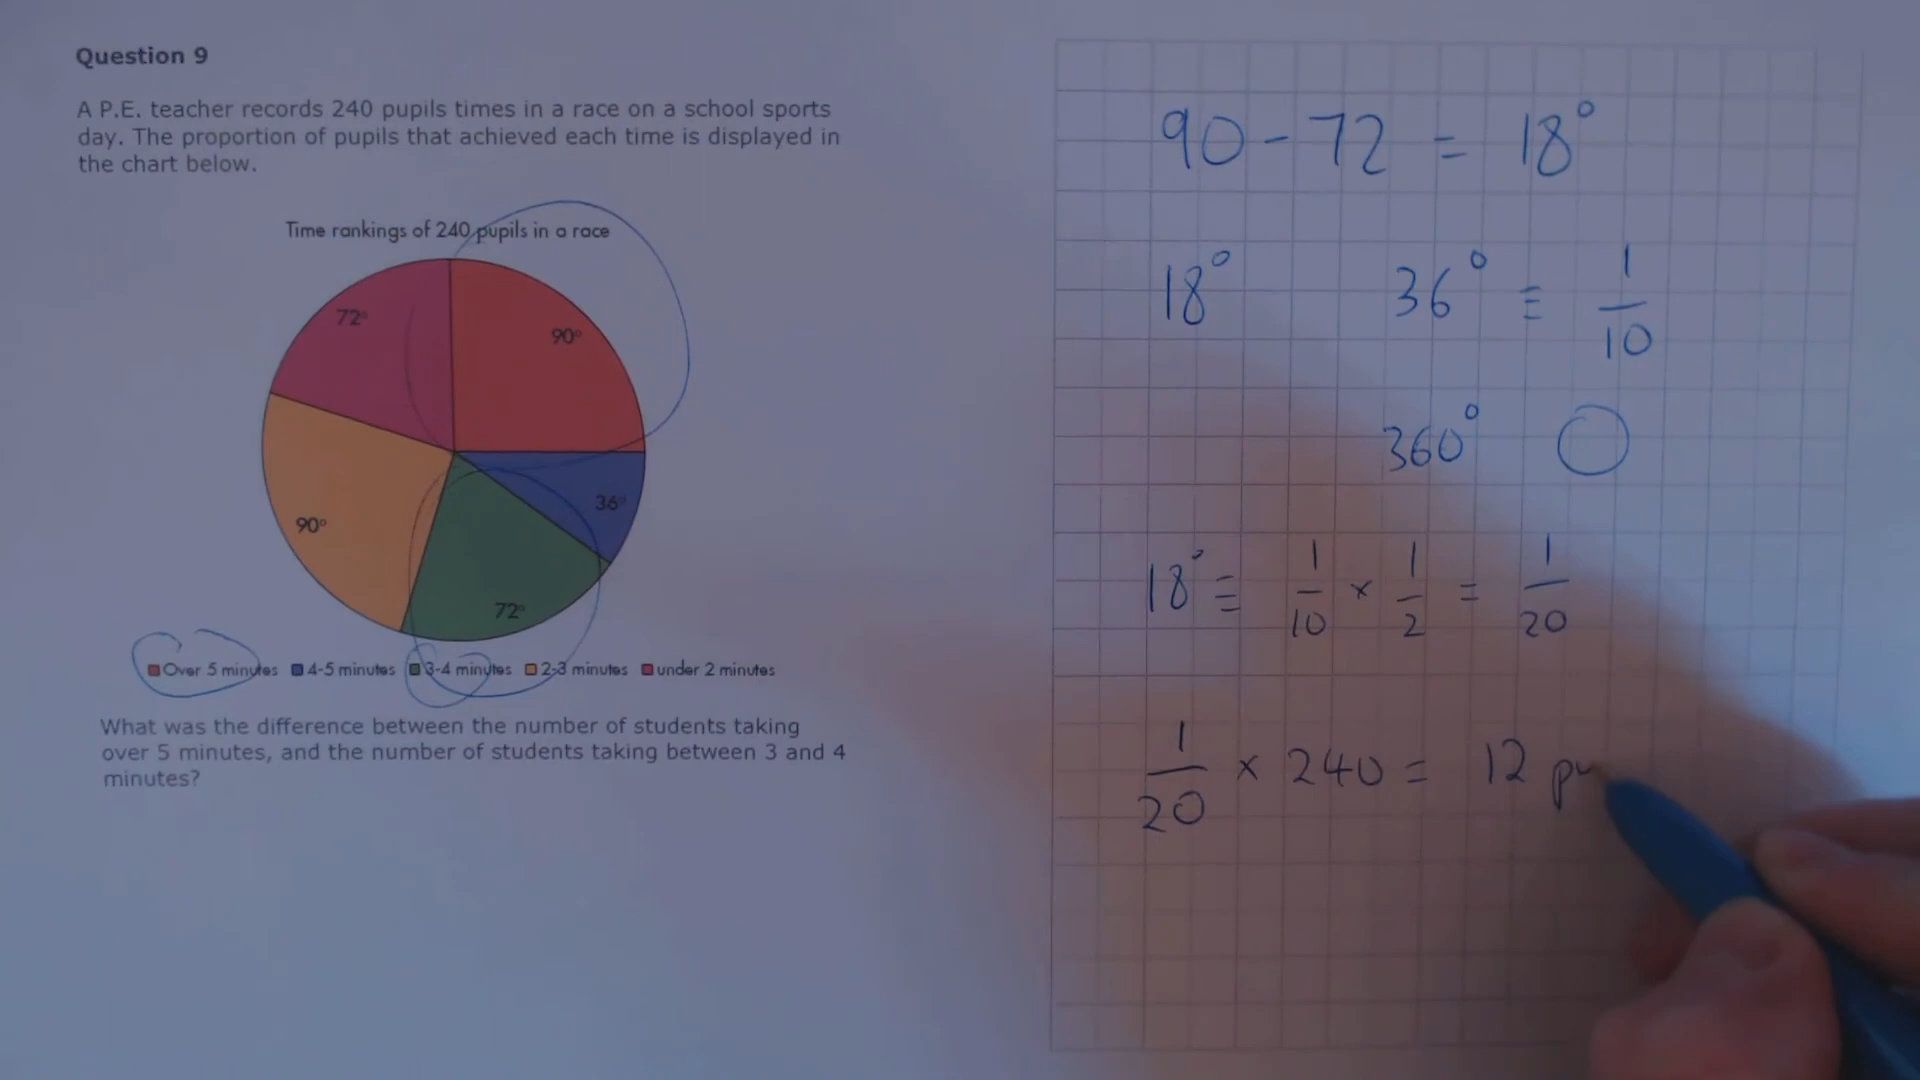 Question 9
A P.E. teacher records 240 pupils times in a race on a school sports
day. The proportion of pupils that achieved each time is displayed in
the chart below.
Time rankings of 240 pupils in a race
72°
90°
36°
90°
72°
Over 5 minutes 4-5 minutes 3-4 minutes 2-3 minutes under 2 minutes
What was the difference between the number of students taking
over 5 minutes, and the number of students taking between 3 and 4
minutes?
90 - 72 = 18°
18° 36° ≡ 1/10
360°
18° ≡ 1/10 × 1/2 = 1/20
1/20 × 240 = 12 pu